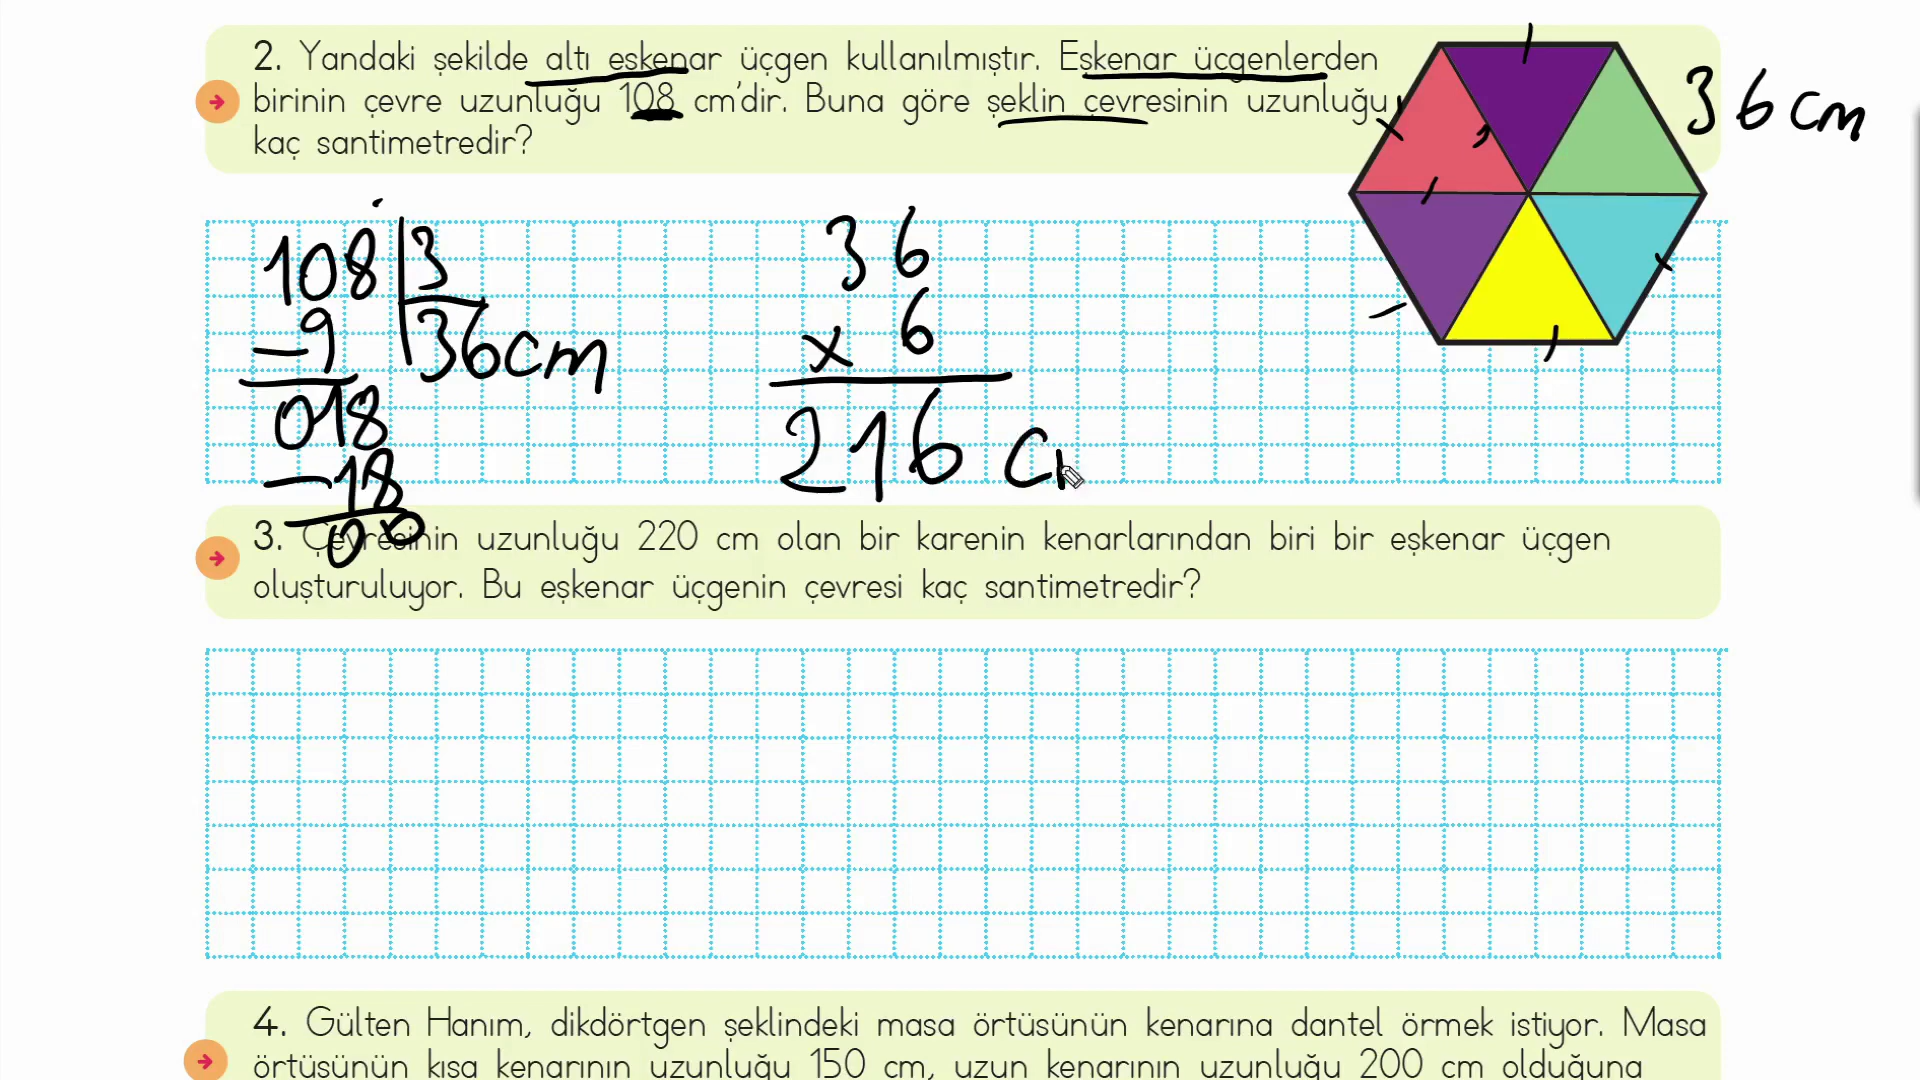 2. Yandaki şekilde altı eşkenar üçgen kullanılmıştır. Eşkenar üçgenlerden
birinin çevre uzunluğu 108 cm'dir. Buna göre şeklin çevresinin uzunluğu
kaç santimetredir?
36 cm
108 3
-9 36cm
018
-18
00
36
x 6
216 c
3. Çevresinin uzunluğu 220 cm olan bir karenin kenarlarından biri bir eşkenar üçgen
oluşturuluyor. Bu eşkenar üçgenin çevresi kaç santimetredir?
4. Gülten Hanım, dikdörtgen şeklindeki masa örtüsünün kenarına dantel örmek istiyor. Masa
örtüsünün kısa kenarının uzunluğu 150 cm, uzun kenarının uzunluğu 200 cm olduğuna